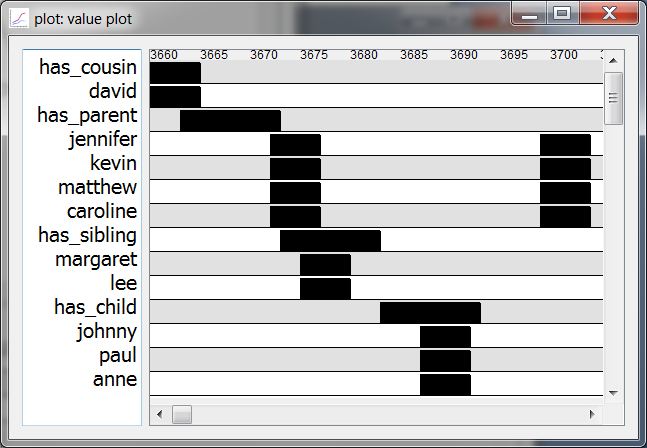 plot: value plot
3660 3665 3670 3675 3680 3685 3690 3695 3700
has_cousin
david
has_parent
jennifer
kevin
matthew
caroline
has_sibling
margaret
lee
has_child
johnny
paul
anne